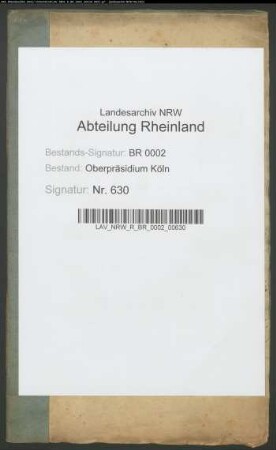 Landesarchiv NRW
Abteilung Rheinland
Bestands-Signatur: BR 0002
Bestand: Oberpräsidium Köln
Signatur: Nr. 630
LAV_NRW_R_BR_0002_00630